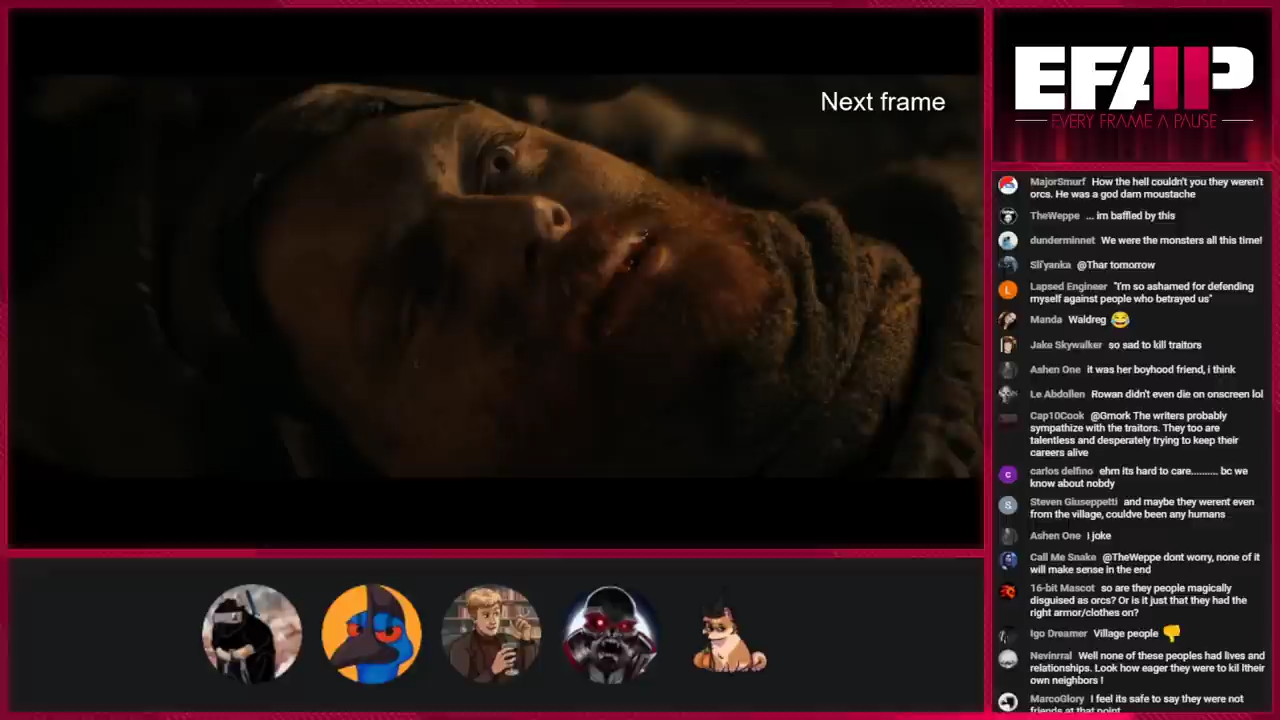 Next frame
EFAP
EVERY FRAME A PAUSE
MajorSmurf How the hell couldn't you they weren't
orcs. He was a god dam moustache
TheWeppe ... im baffled by this
dunderminnet We were the monsters all this time!
Sli'yanka @Thar tomorrow
L
Lapsed Engineer "I'm so ashamed for defending
myself against people who betrayed us"
Manda Waldreg 😂
Jake Skywalker so sad to kill traitors
Ashen One it was her boyhood friend, i think
Le Abdollen Rowan didn't even die on onscreen lol
Cap10Cook @Gmork The writers probably
sympathize with the traitors. They too are
talentless and desperately trying to keep their
careers alive
c
carlos delfino ehm its hard to care.......... bc we
know about nobdy
S
Steven Giuseppetti and maybe they werent even
from the village, couldve been any humans
Ashen One I joke
Call Me Snake @TheWeppe dont worry, none of it
will make sense in the end
16-bit Mascot so are they people magically
disguised as orcs? Or is it just that they had the
right armor/clothes on?
Igo Dreamer Village people 👎
Nevinrral Well none of these peoples had lives and
relationships. Look how eager they were to kil ltheir
own neighbors !
MarcoGlory I feel its safe to say they were not
friends at that point